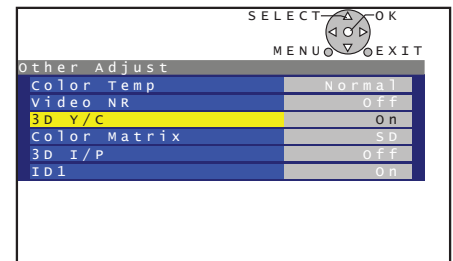 SELECT OK
MENU EXIT
Other Adjust
Color Temp Normal
Video NR Off
3D Y/C On
Color Matrix SD
3D I/P Off
ID1 On